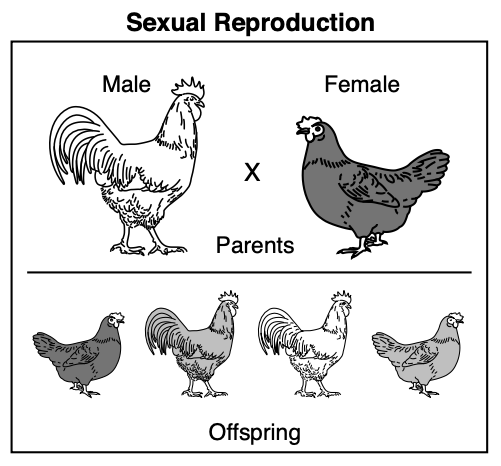 Sexual Reproduction
Male
Female
X
Parents
Offspring